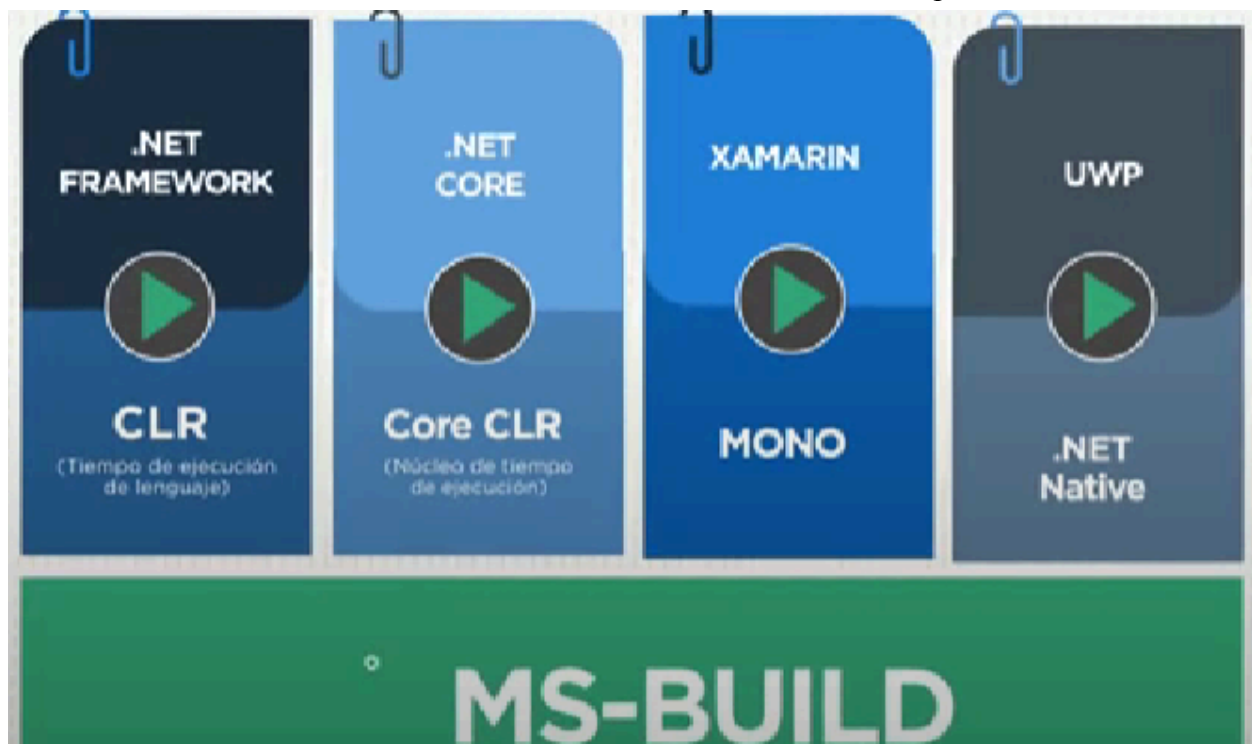 .NET
FRAMEWORK
CLR
(Tiempo de ejecución
de lenguaje)
.NET
CORE
Core CLR
(Núcleo de tiempo
de ejecución)
XAMARIN
MONO
UWP
.NET
Native
MS-BUILD